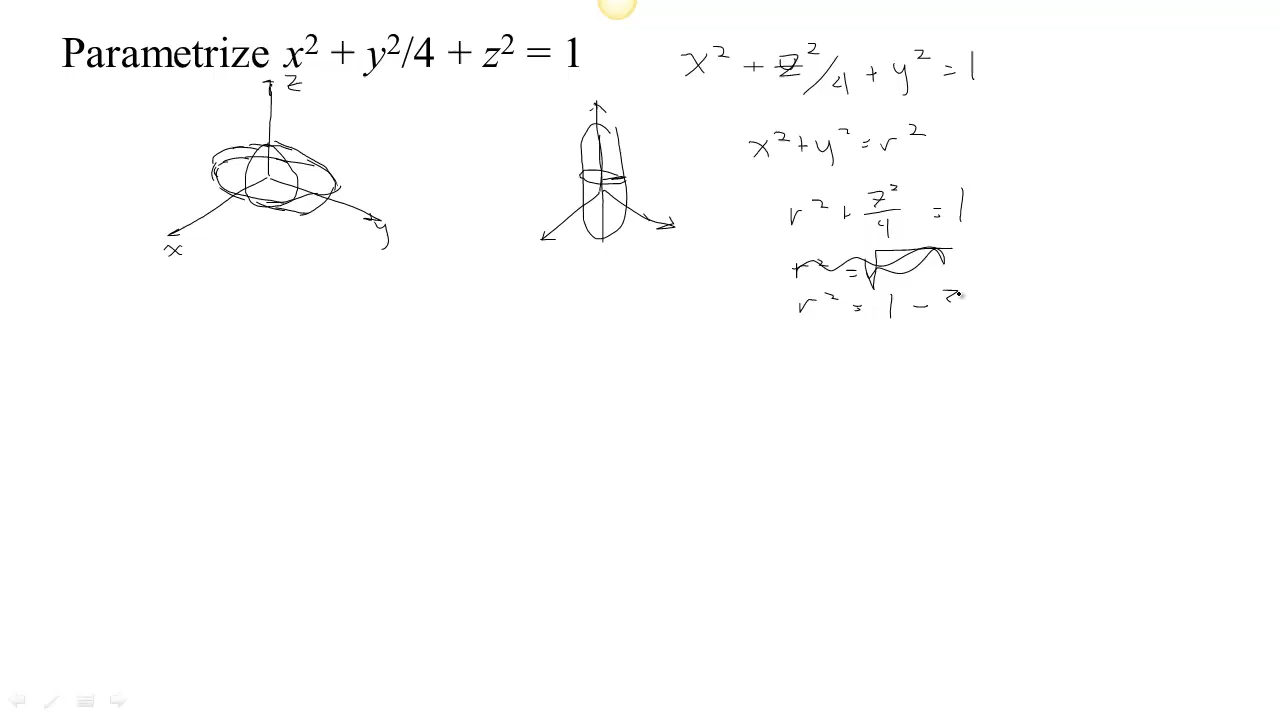 Parametrize x² + y²/4 + z² = 1
x² + z²/4 + y² = 1
z
x² + y² = r²
r² + z²/4 = 1
y
x
r² =
r² = 1 - z